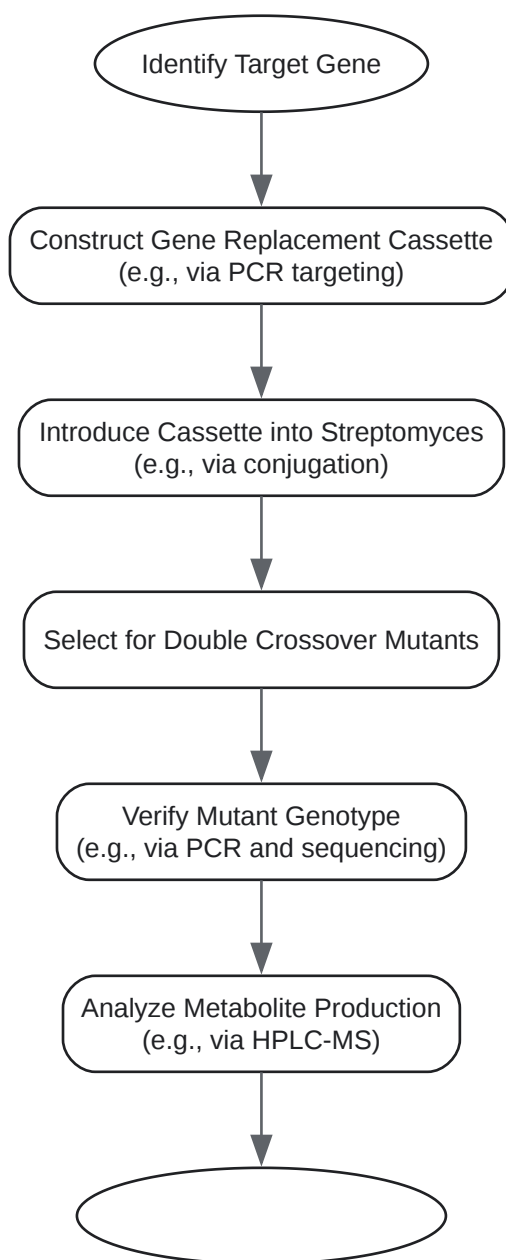 Identify Target Gene
Construct Gene Replacement Cassette
(e.g., via PCR targeting)
Introduce Cassette into Streptomyces
(e.g., via conjugation)
Select for Double Crossover Mutants
Verify Mutant Genotype
(e.g., via PCR and sequencing)
Analyze Metabolite Production
(e.g., via HPLC-MS)